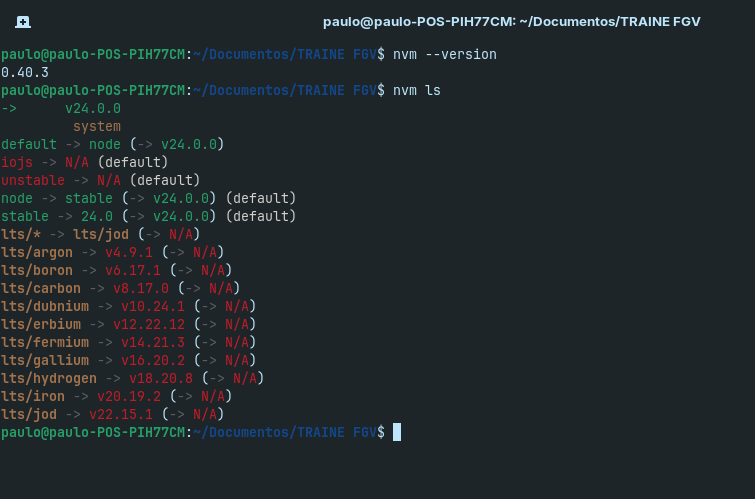 paulo@paulo-POS-PIH77CM: ~/Documentos/TRAINE FGV
paulo@paulo-POS-PIH77CM:~/Documentos/TRAINE FGV$ nvm --version
0.40.3
paulo@paulo-POS-PIH77CM:~/Documentos/TRAINE FGV$ nvm ls
->      v24.0.0
         system
default -> node (-> v24.0.0)
iojs -> N/A (default)
unstable -> N/A (default)
node -> stable (-> v24.0.0) (default)
stable -> 24.0 (-> v24.0.0) (default)
lts/* -> lts/jod (-> N/A)
lts/argon -> v4.9.1 (-> N/A)
lts/boron -> v6.17.1 (-> N/A)
lts/carbon -> v8.17.0 (-> N/A)
lts/dubnium -> v10.24.1 (-> N/A)
lts/erbium -> v12.22.12 (-> N/A)
lts/fermium -> v14.21.3 (-> N/A)
lts/gallium -> v16.20.2 (-> N/A)
lts/hydrogen -> v18.20.8 (-> N/A)
lts/iron -> v20.19.2 (-> N/A)
lts/jod -> v22.15.1 (-> N/A)
paulo@paulo-POS-PIH77CM:~/Documentos/TRAINE FGV$